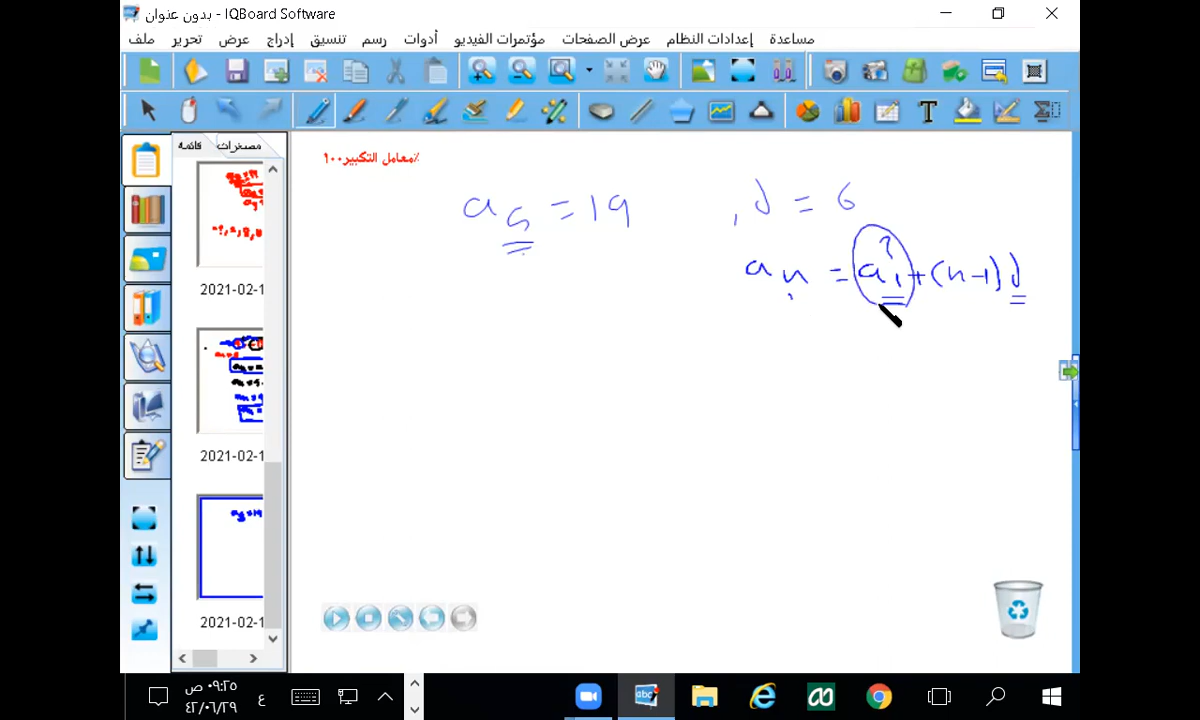 بدون عنوان - IQBoard Software
ملف تحرير عرض إدراج تنسيق رسم أدوات مؤتمرات الفيديو عرض الصفحات إعدادات النظام مساعدة
قائمة مصغرات
معامل التكبير١٠٠٪
a₅ = 19 , d = 6
aₙ = a₁ + (n-1)d
?
2021-02-1
2021-02-1
2021-02-1
٠٩:٢٥ ص
٤٢/٠٦/٢٩
ع
abc